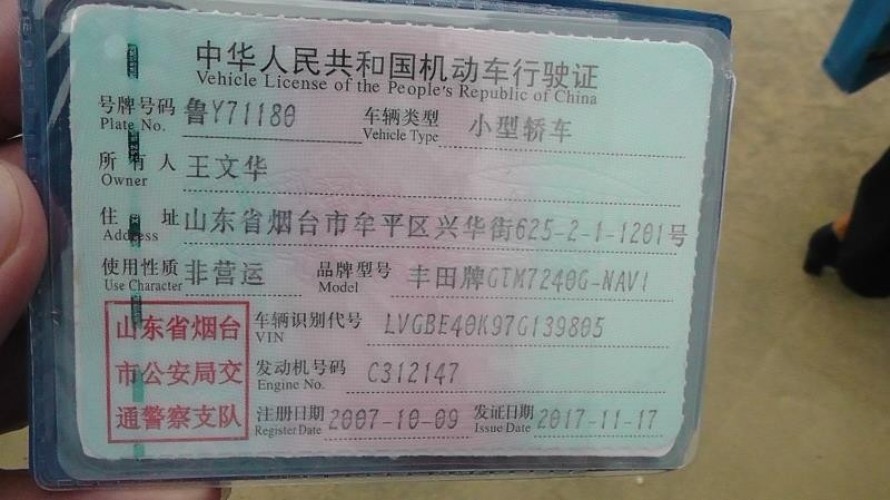 中华人民共和国机动车行驶证
Vehicle License of the People's Republic of China
号牌号码 鲁Y71180 车辆类型 小型轿车
Plate No. Vehicle Type
所有人 王文华
Owner
住址 山东省烟台市牟平区兴华街625-2-1-1201号
Address
使用性质 非营运 品牌型号 丰田牌GTM7240G-NAVI
Use Character Model
山东省烟台 车辆识别代号 LVGBE40K97G139805
VIN
市公安局交 发动机号码 C312147
Engine No.
通警察支队 注册日期 2007-10-09 发证日期 2017-11-17
Register Date Issue Date